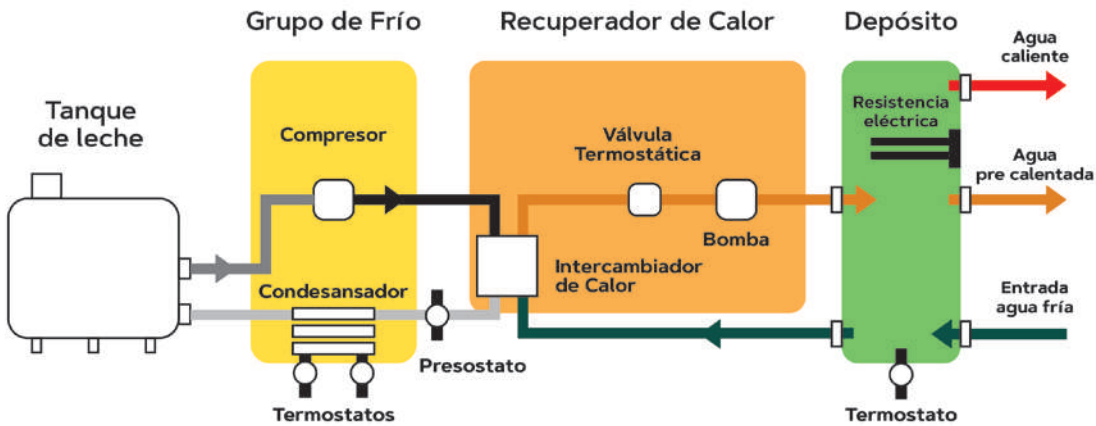 Grupo de Frío
Recuperador de Calor
Depósito
Agua
caliente
Tanque
de leche
Compresor
Válvula
Termostática
Resistencia
eléctrica
Agua
pre calentada
Bomba
Condesansador
Intercambiador
de Calor
Entrada
agua fría
Presostato
Termostatos
Termostato